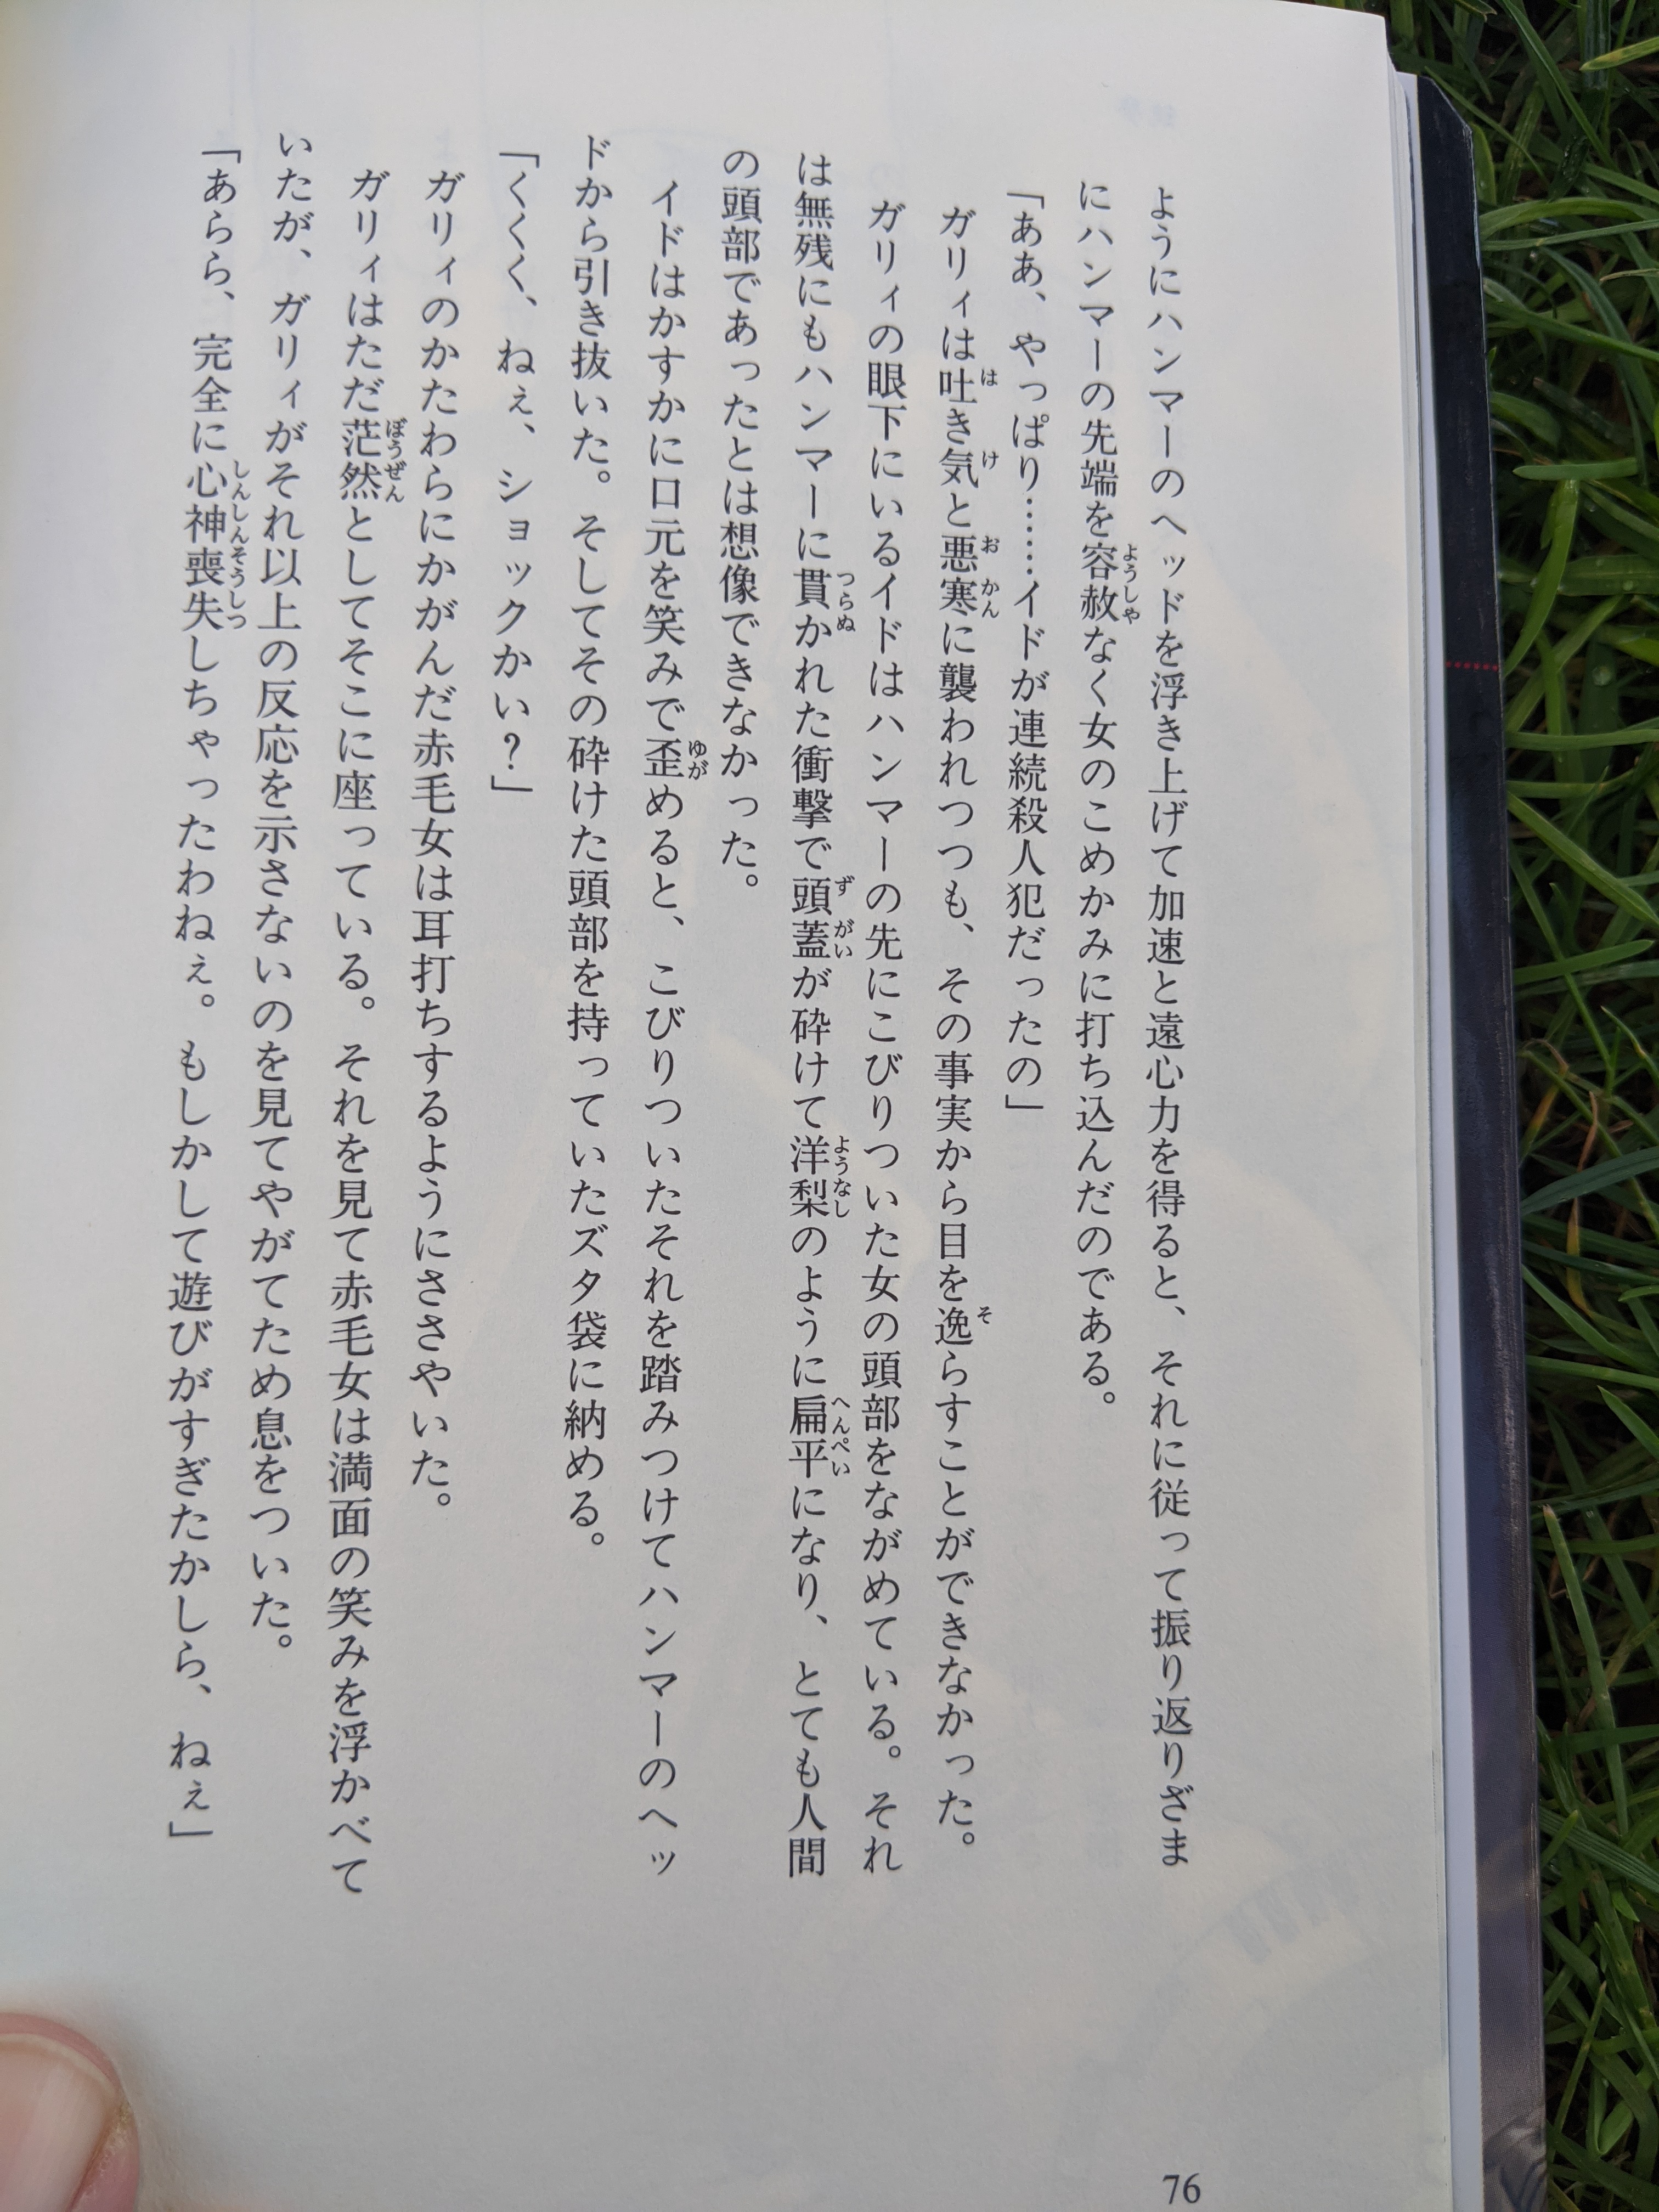 ようにハンマーのヘッドを浮き上げて加速と遠心力を得ると、それに従って振り返りざま
にハンマーの先端を容赦なく女のこめかみに打ち込んだのである。
「ああ、やっぱり……イドが連続殺人犯だったの」
ガリィは吐き気と悪寒に襲われつつも、その事実から目を逸らすことができなかった。
ガリィの眼下にいるイドはハンマーの先にこびりついた女の頭部をながめている。それ
は無残にもハンマーに貫かれた衝撃で頭蓋が砕けて洋梨のように扁平になり、とても人間
の頭部であったとは想像できなかった。
イドはかすかに口元を笑みで歪めると、こびりついたそれを踏みつけてハンマーのヘッ
ドから引き抜いた。そしてその砕けた頭部を持っていたズタ袋に納める。
「くくく、ねぇ、ショックかい？」
ガリィのかたわらにかがんだ赤毛女は耳打ちするようにささやいた。
ガリィはただ茫然としてそこに座っている。それを見て赤毛女は満面の笑みを浮かべて
いたが、ガリィがそれ以上の反応を示さないのを見てやがてため息をついた。
「あらら、完全に心神喪失しちゃったわねぇ。もしかして遊びがすぎたかしら、ねぇ」
76